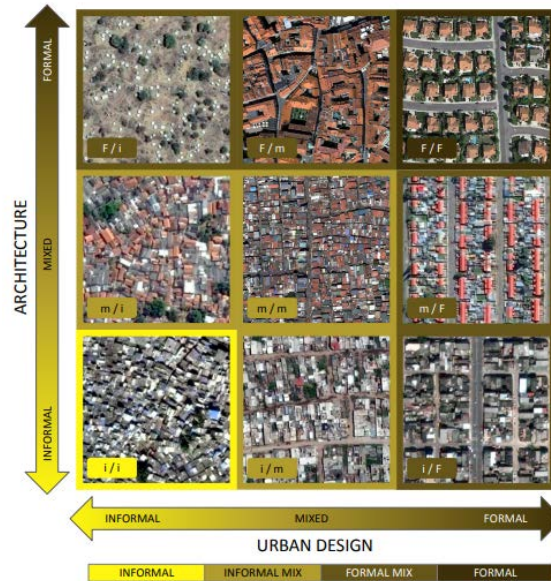 FORMAL
MIXED
INFORMAL
ARCHITECTURE
F / i
F / m
F / F
m / i
m / m
m / F
i / i
i / m
i / F
INFORMAL MIXED FORMAL
URBAN DESIGN
INFORMAL INFORMAL MIX FORMAL MIX FORMAL